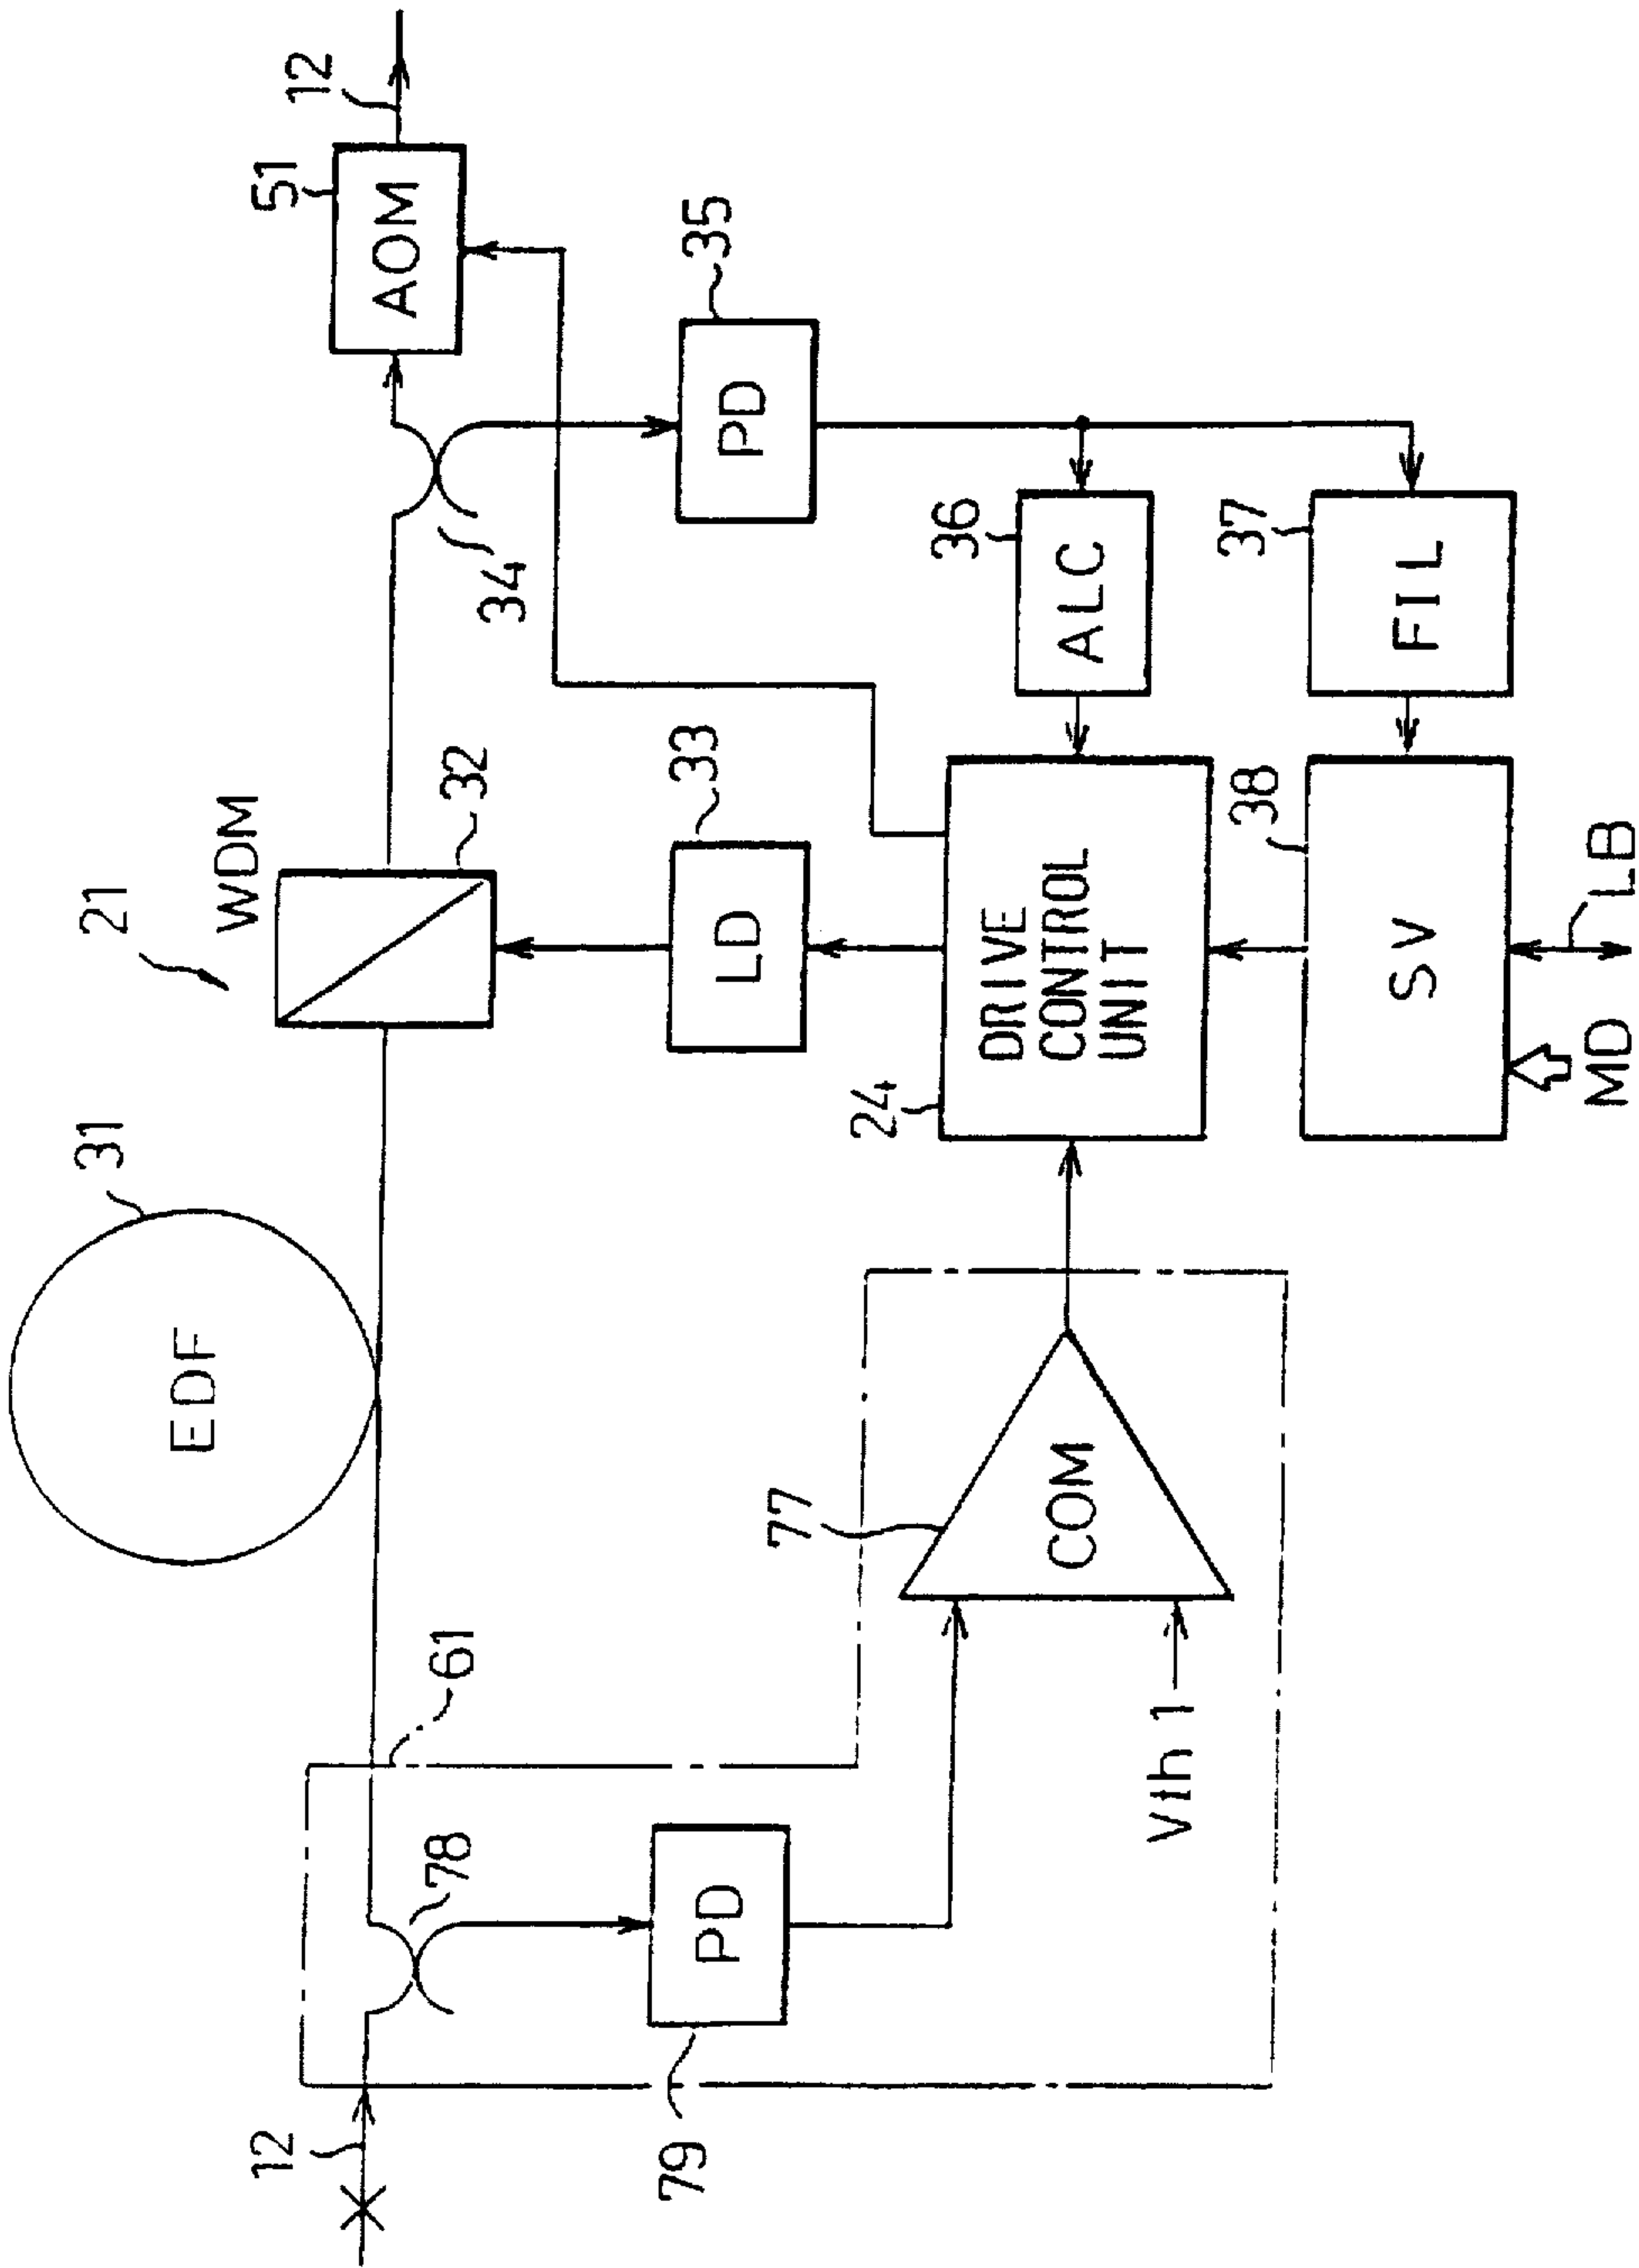 12
78
PD
79
61
COM
77
Vth 1
EDF
31
21
WDM
32
LD
33
DRIVE
CONTROL
UNIT
24
SV
38
MD
LB
34
PD
35
ALC
36
FIL
37
AOM
51
12